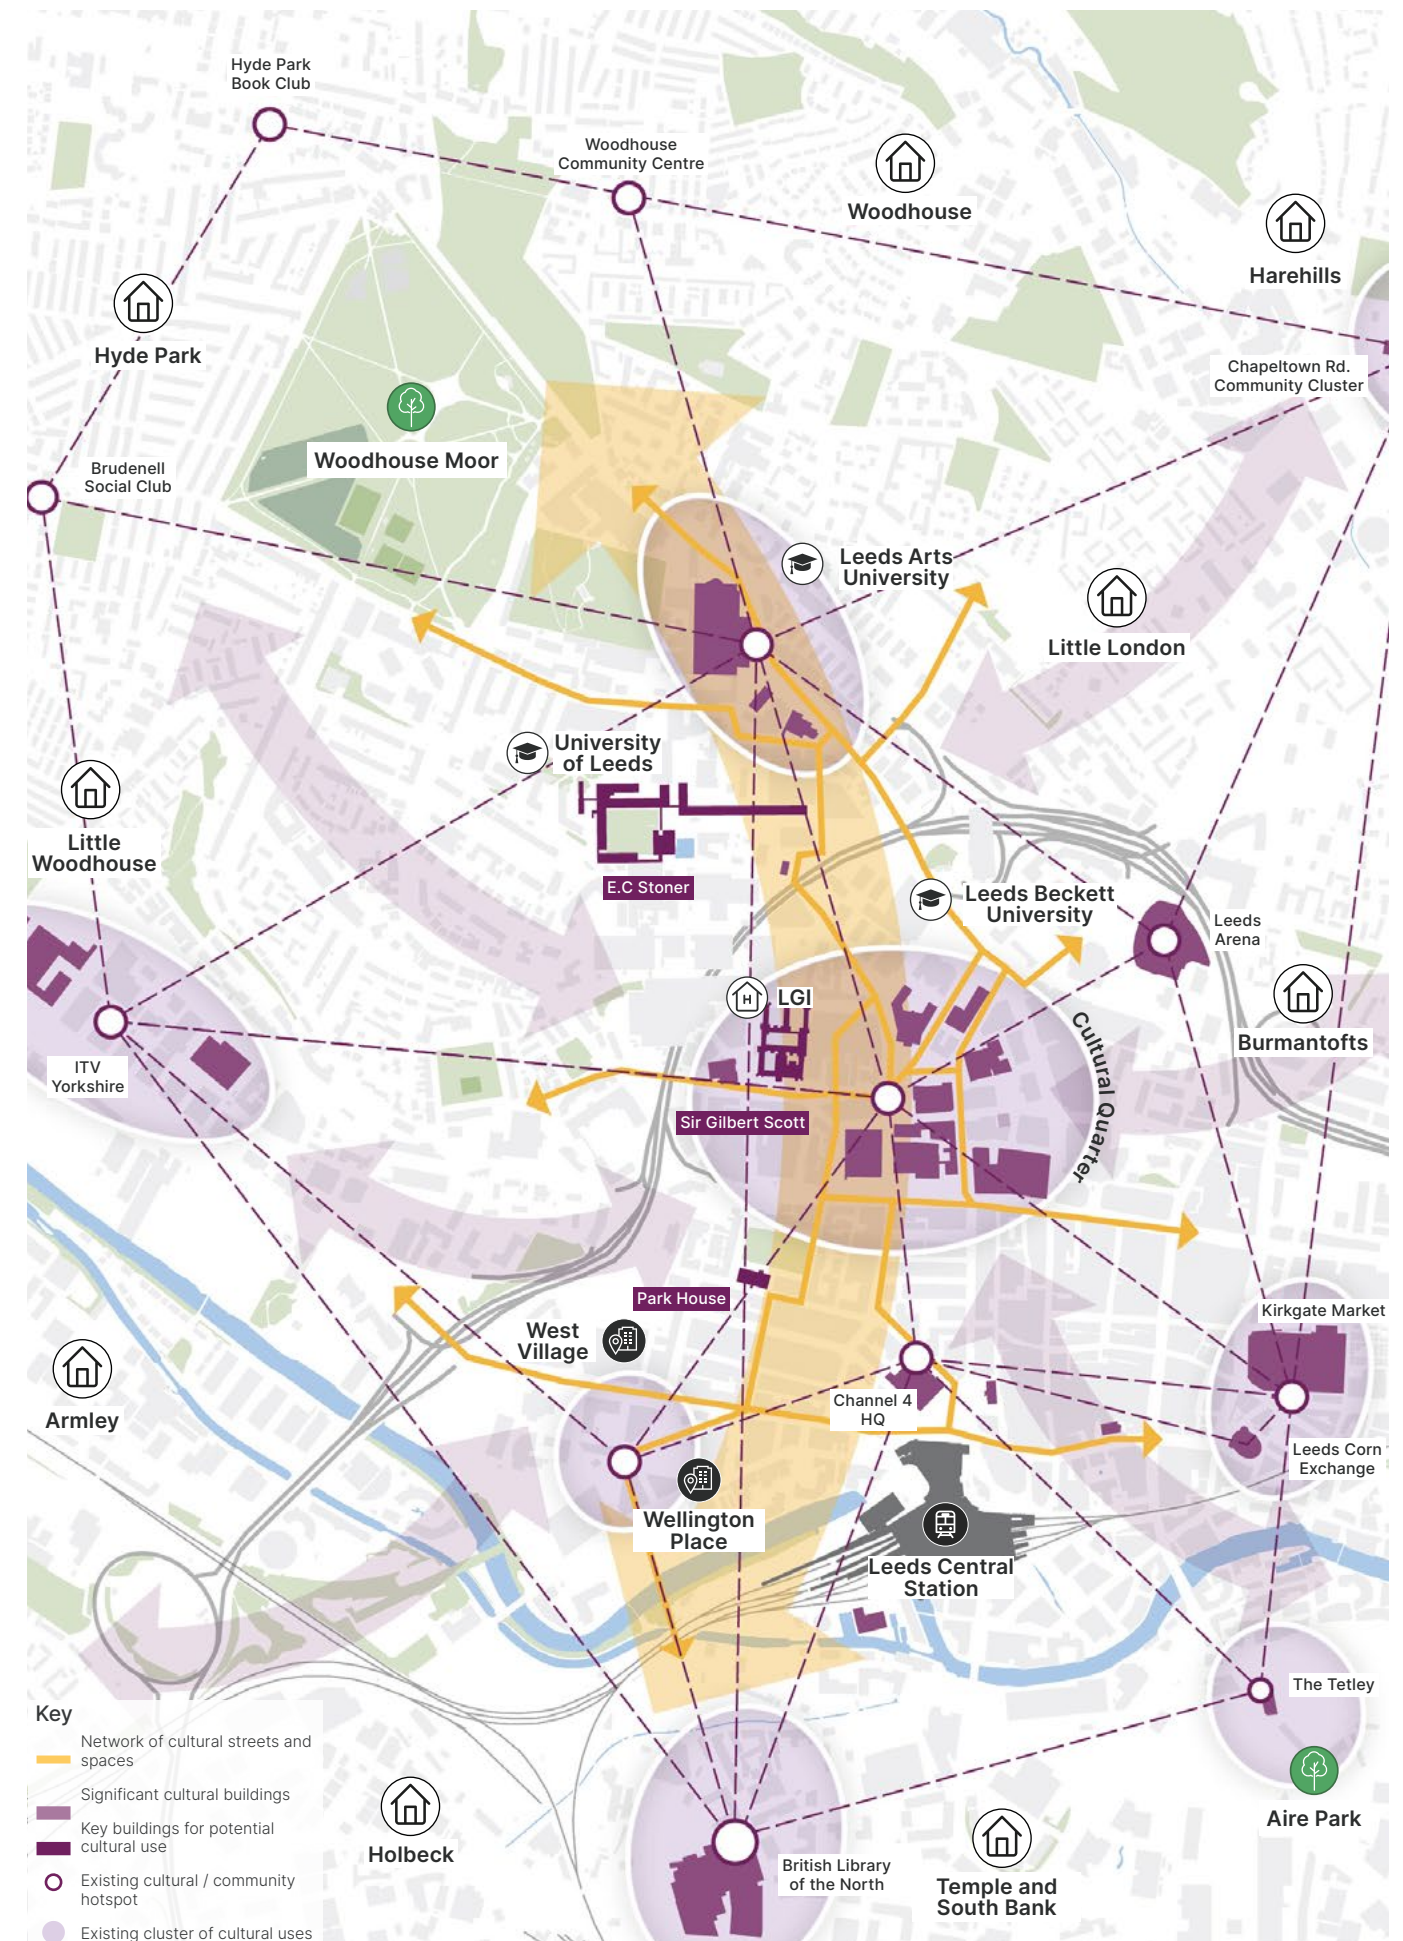 Hyde Park
Book Club
Woodhouse
Community Centre
Woodhouse
Harehills
Hyde Park
Chapeltown Rd.
Community Cluster
Woodhouse Moor
Brudenell
Social Club
Leeds Arts
University
Little London
University
of Leeds
Little
Woodhouse
E.C Stoner
Leeds Beckett
University
Leeds
Arena
H
LGI
Cultural Quarter
Burmantofts
ITV
Yorkshire
Sir Gilbert Scott
Park House
Kirkgate Market
West
Village
Armley
Channel 4
HQ
Leeds Corn
Exchange
Wellington
Place
Leeds Central
Station
The Tetley
Aire Park
Holbeck
British Library
of the North
Temple and
South Bank
Key
Network of cultural streets and
spaces
Significant cultural buildings
Key buildings for potential
cultural use
Existing cultural / community
hotspot
Existing cluster of cultural uses